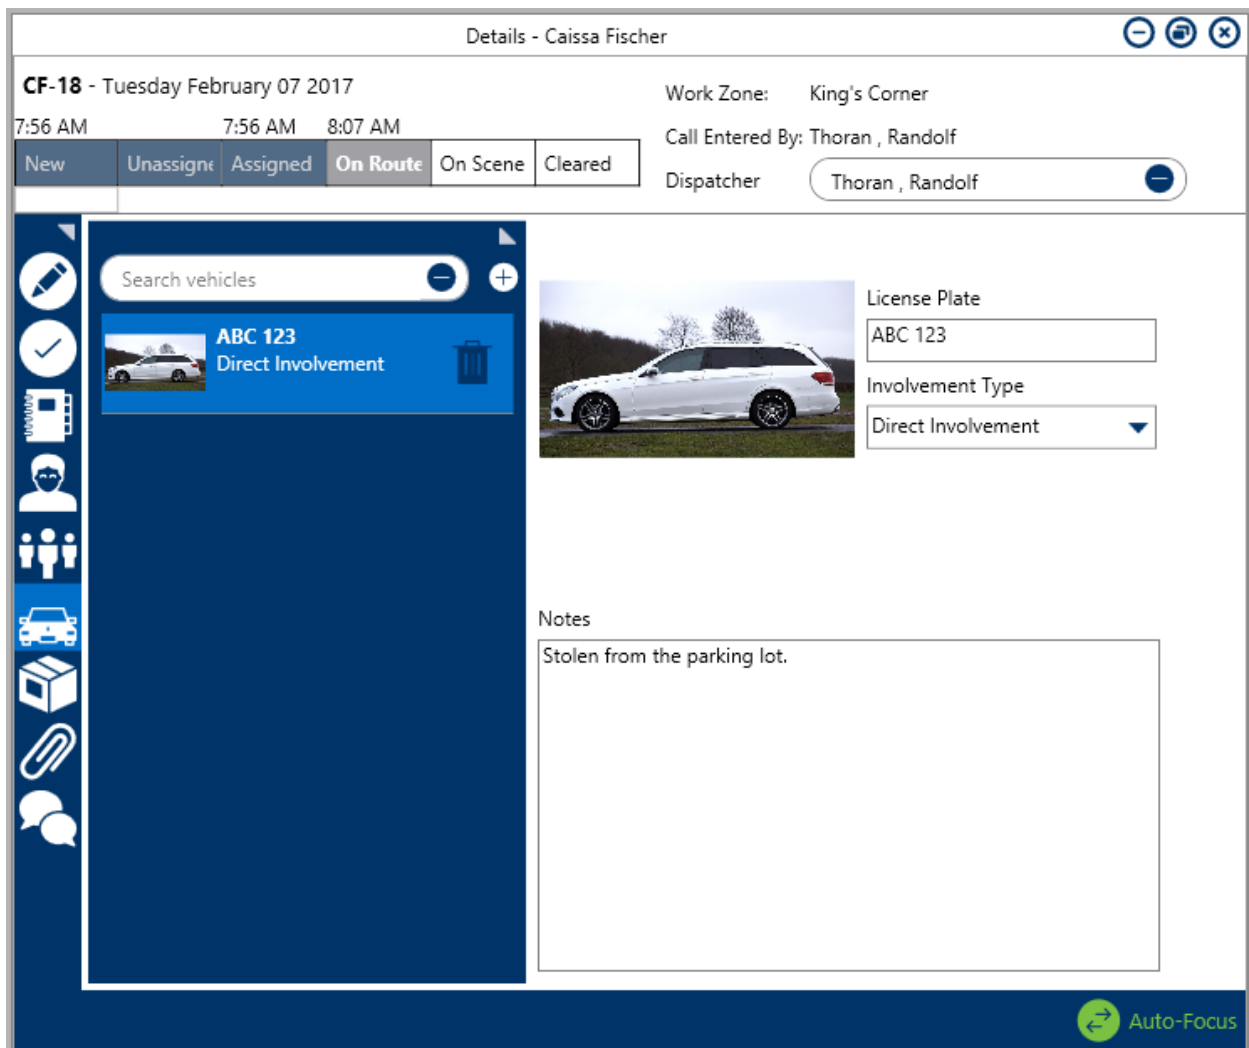 Details - Caissa Fischer
CF-18 - Tuesday February 07 2017
7:56 AM 7:56 AM 8:07 AM
New Unassigne Assigned On Route On Scene Cleared
Work Zone: King's Corner
Call Entered By: Thoran , Randolf
Dispatcher Thoran , Randolf
Search vehicles
ABC 123
Direct Involvement
License Plate
ABC 123
Involvement Type
Direct Involvement
Notes
Stolen from the parking lot.
Auto-Focus